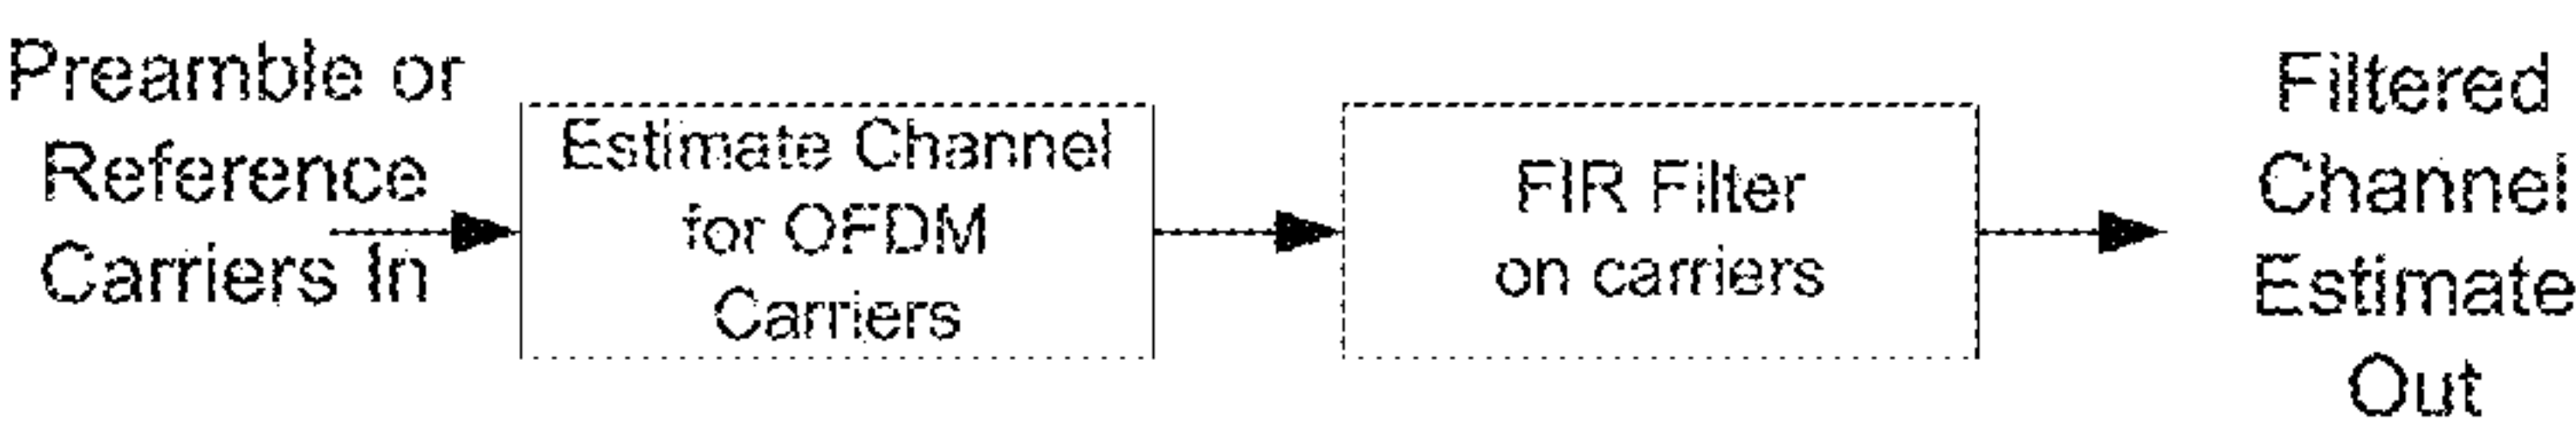 Preamble or
Reference
Carriers In
Estimate Channel
for OFDM
Carriers
FIR Filter
on carriers
Filtered
Channel
Estimate
Out